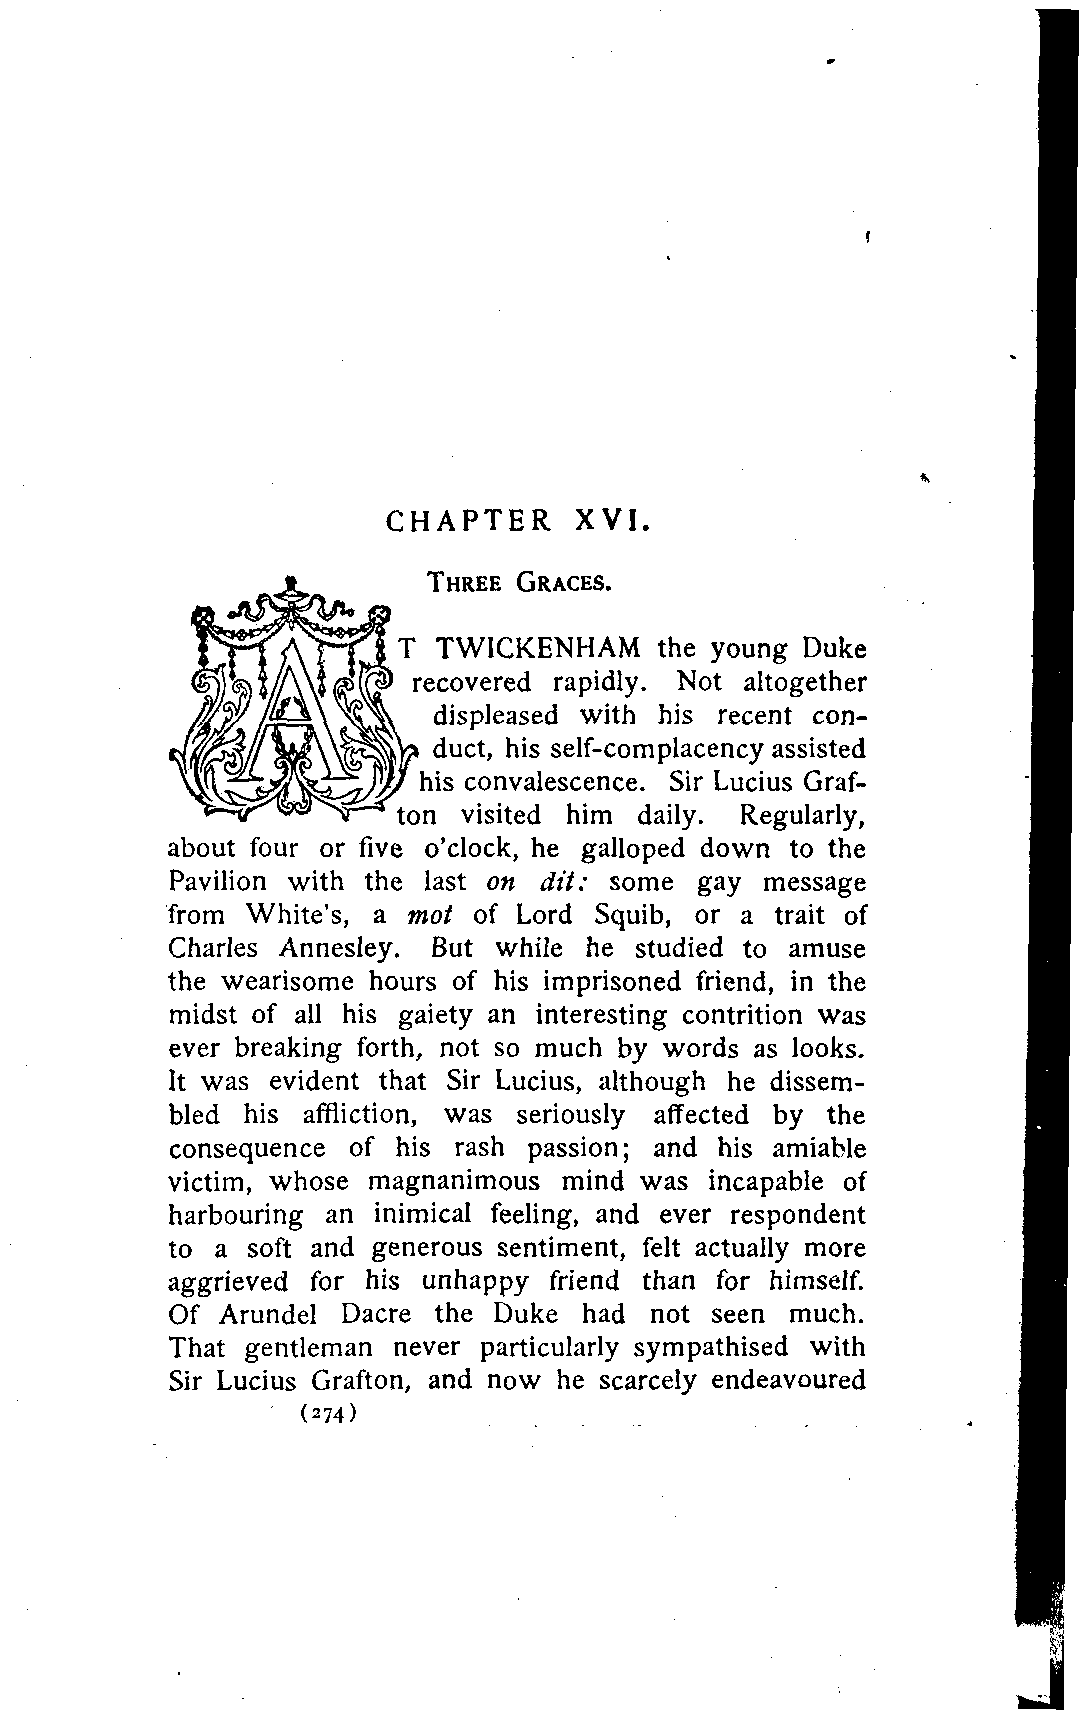 CHAPTER XVI.
THREE GRACES.
AT TWICKENHAM the young Duke
recovered rapidly. Not altogether
displeased with his recent con-
duct, his self-complacency assisted
his convalescence. Sir Lucius Graf-
ton visited him daily. Regularly,
about four or five o'clock, he galloped down to the
Pavilion with the last on dit: some gay message
from White's, a mot of Lord Squib, or a trait of
Charles Annesley. But while he studied to amuse
the wearisome hours of his imprisoned friend, in the
midst of all his gaiety an interesting contrition was
ever breaking forth, not so much by words as looks.
It was evident that Sir Lucius, although he dissem-
bled his affliction, was seriously affected by the
consequence of his rash passion; and his amiable
victim, whose magnanimous mind was incapable of
harbouring an inimical feeling, and ever respondent
to a soft and generous sentiment, felt actually more
aggrieved for his unhappy friend than for himself.
Of Arundel Dacre the Duke had not seen much.
That gentleman never particularly sympathised with
Sir Lucius Grafton, and now he scarcely endeavoured
(274)